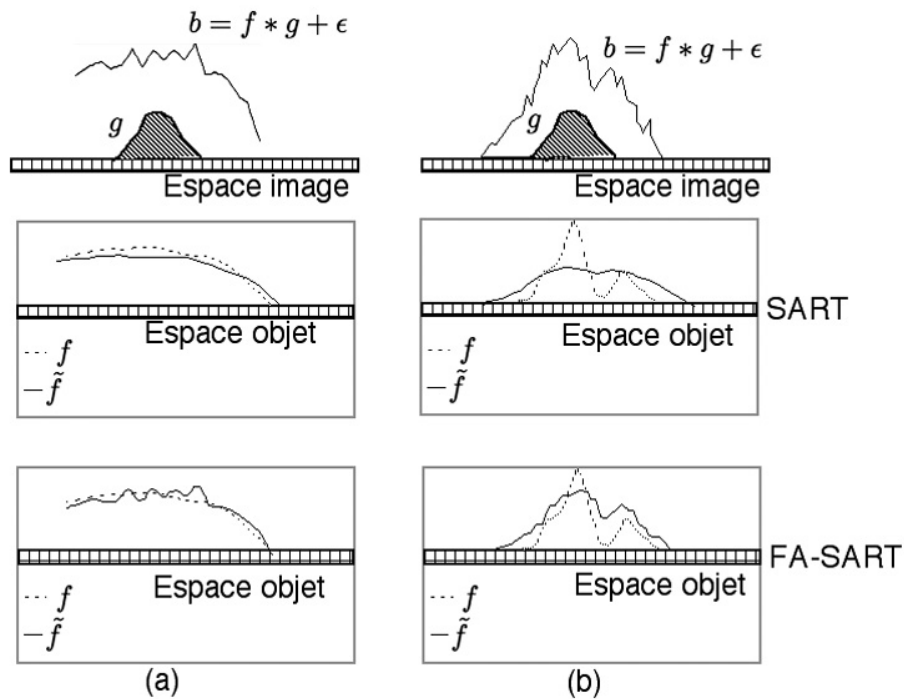 b = f * g + ϵ
g
Espace image
b = f * g + ϵ
g
Espace image
Espace objet
f
f̃
Espace objet
f
f̃
SART
Espace objet
f
f̃
Espace objet
f
f̃
FA-SART
(a)
(b)